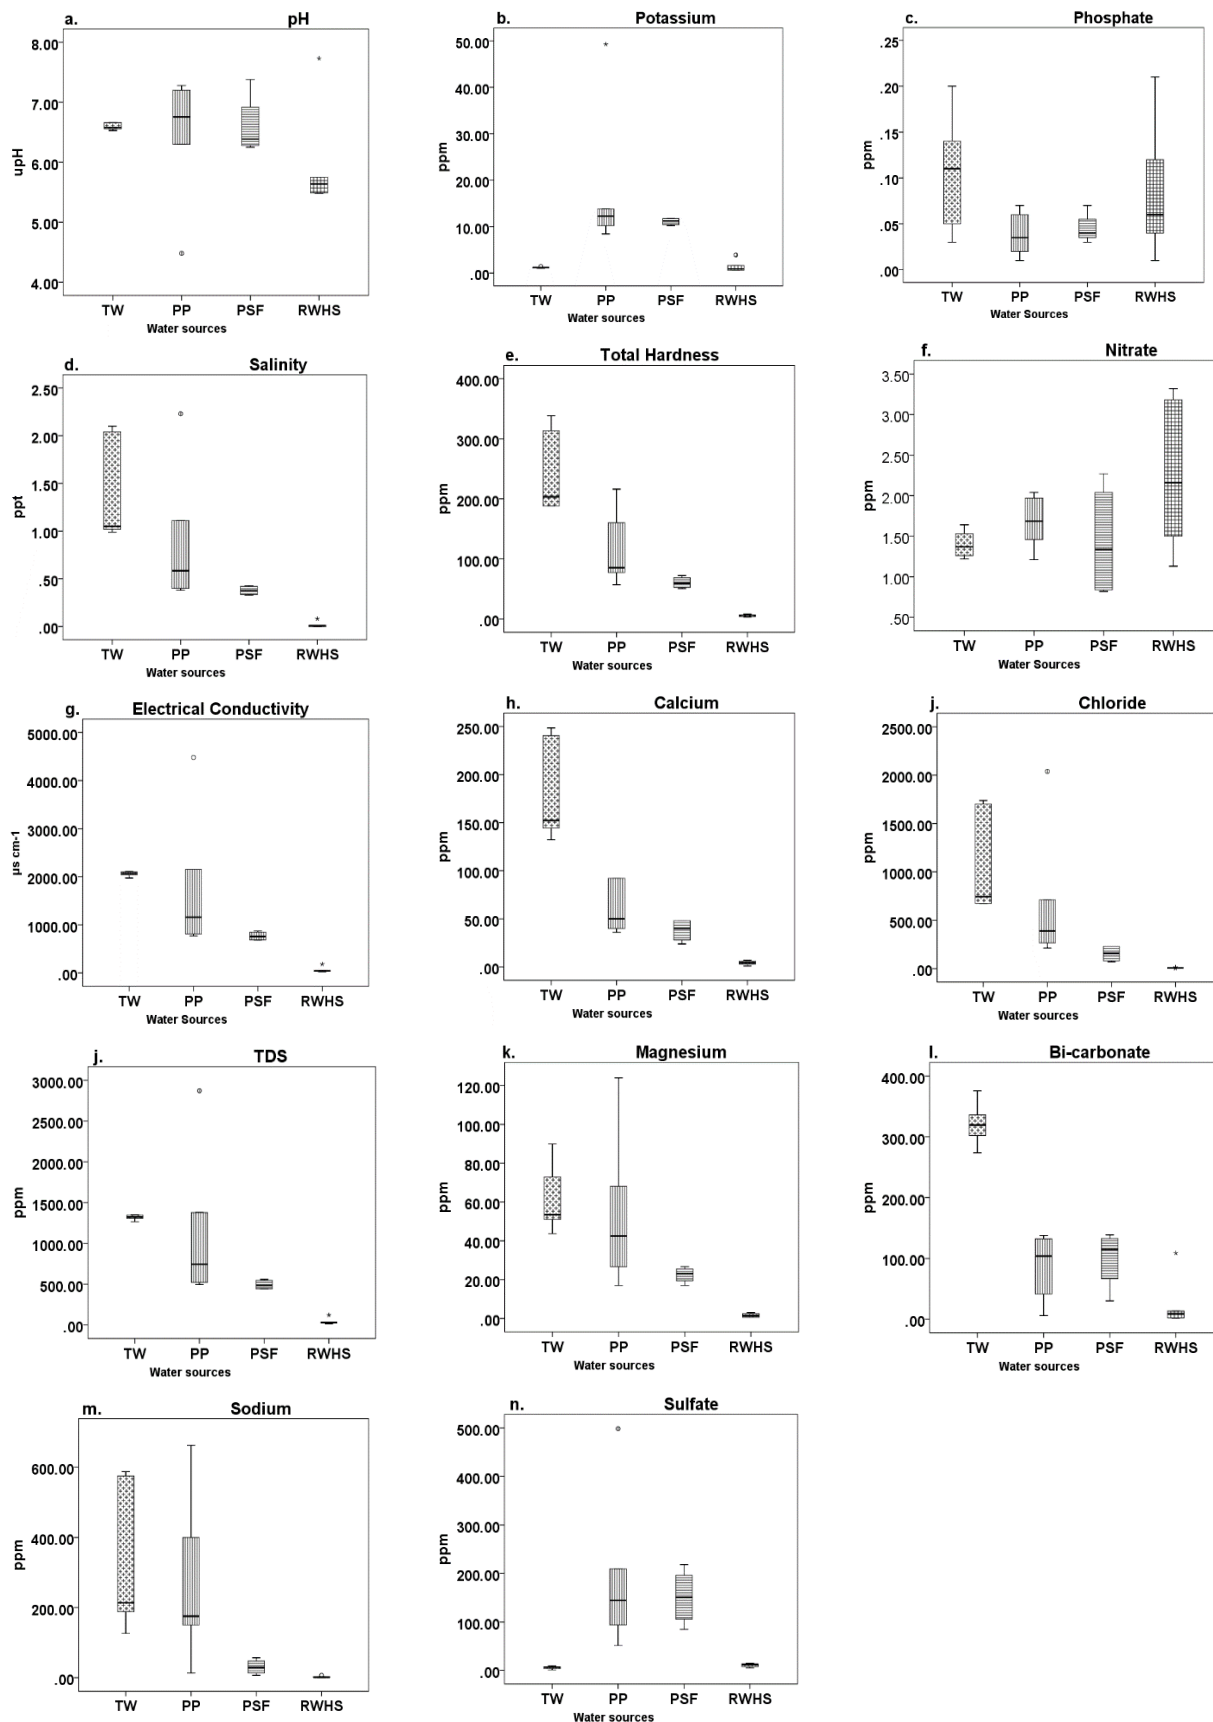 a. pH
8.00
7.00
6.00
5.00
4.00
upH
TW PP PSF RWHS
Water sources
b. Potassium
50.00
40.00
30.00
20.00
10.00
.00
ppm
TW PP PSF RWHS
Water sources
c. Phosphate
.25
.20
.15
.10
.05
.00
ppm
TW PP PSF RWHS
Water Sources
d. Salinity
2.50
2.00
1.50
1.00
.50
.00
ppt
TW PP PSF RWHS
Water sources
e. Total Hardness
400.00
300.00
200.00
100.00
.00
ppm
TW PP PSF RWHS
Water sources
f. Nitrate
3.50
3.00
2.50
2.00
1.50
1.00
.50
ppm
TW PP PSF RWHS
Water Sources
g. Electrical Conductivity
5000.00
4000.00
3000.00
2000.00
1000.00
.00
µs cm-1
TW PP PSF RWHS
Water Sources
h. Calcium
250.00
200.00
150.00
100.00
50.00
.00
ppm
TW PP PSF RWHS
Water sources
j. Chloride
2500.00
2000.00
1500.00
1000.00
500.00
.00
ppm
TW PP PSF RWHS
Water sources
j. TDS
3000.00
2500.00
2000.00
1500.00
1000.00
500.00
.00
ppm
TW PP PSF RWHS
Water sources
k. Magnesium
120.00
100.00
80.00
60.00
40.00
20.00
.00
ppm
TW PP PSF RWHS
Water sources
l. Bi-carbonate
400.00
300.00
200.00
100.00
.00
ppm
TW PP PSF RWHS
Water sources
m. Sodium
600.00
400.00
200.00
.00
ppm
TW PP PSF RWHS
Water sources
n. Sulfate
500.00
400.00
300.00
200.00
100.00
.00
ppm
TW PP PSF RWHS
Water sources